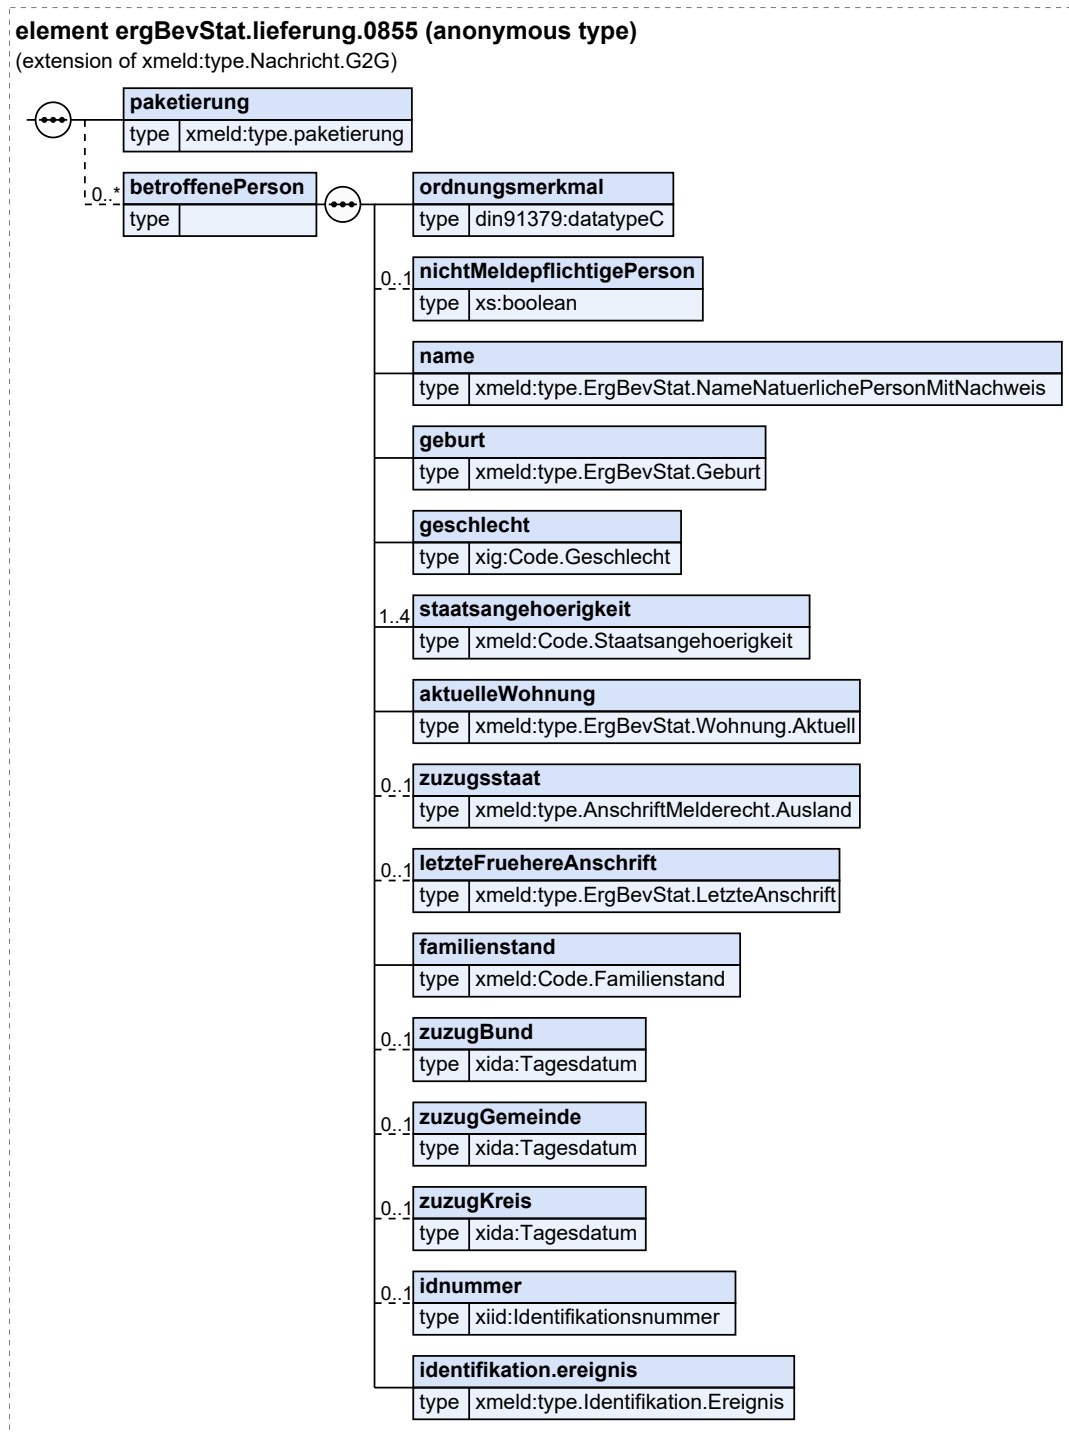 element ergBevStat.lieferung.0855 (anonymous type)
(extension of xmeld:type.Nachricht.G2G)
paketierung
type xmeld:type.paketierung
0..* betroffenePerson
type
ordnungsmerkmal
type din91379:datatypeC
0..1 nichtMeldepflichtigePerson
type xs:boolean
name
type xmeld:type.ErgBevStat.NameNatuerlichePersonMitNachweis
geburt
type xmeld:type.ErgBevStat.Geburt
geschlecht
type xig:Code.Geschlecht
1..4 staatsangehoerigkeit
type xmeld:Code.Staatsangehoerigkeit
aktuelleWohnung
type xmeld:type.ErgBevStat.Wohnung.Aktuell
0..1 zuzugsstaat
type xmeld:type.AnschriftMelderecht.Ausland
0..1 letzteFruehereAnschrift
type xmeld:type.ErgBevStat.LetzteAnschrift
familienstand
type xmeld:Code.Familienstand
0..1 zuzugBund
type xida:Tagesdatum
0..1 zuzugGemeinde
type xida:Tagesdatum
0..1 zuzugKreis
type xida:Tagesdatum
0..1 idnummer
type xiid:Identifikationsnummer
identifikation.ereignis
type xmeld:type.Identifikation.Ereignis